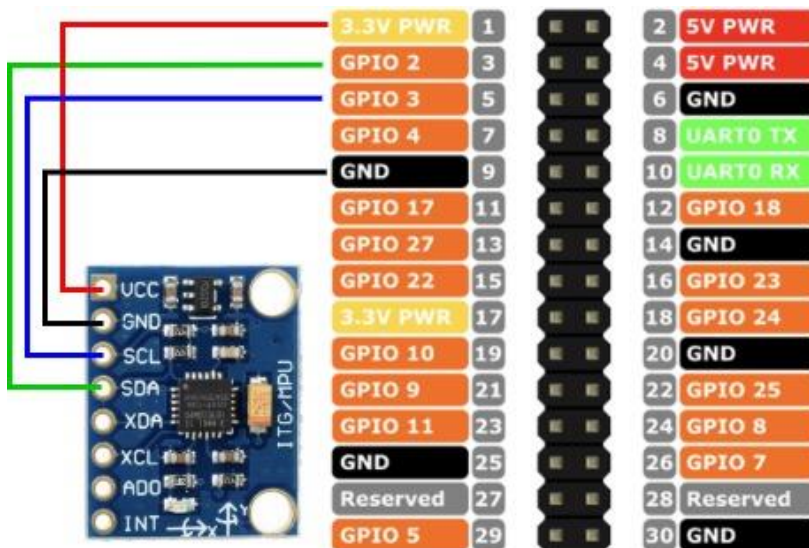 3.3V PWR 1 2 5V PWR
GPIO 2 3 4 5V PWR
GPIO 3 5 6 GND
GPIO 4 7 8 UART0 TX
GND 9 10 UART0 RX
GPIO 17 11 12 GPIO 18
GPIO 27 13 14 GND
GPIO 22 15 16 GPIO 23
3.3V PWR 17 18 GPIO 24
GPIO 10 19 20 GND
GPIO 9 21 22 GPIO 25
GPIO 11 23 24 GPIO 8
GND 25 26 GPIO 7
Reserved 27 28 Reserved
GPIO 5 29 30 GND
VCC
GND
SCL
SDA
XDA
XCL
ADO
INT
ITG/MPU
X
Y